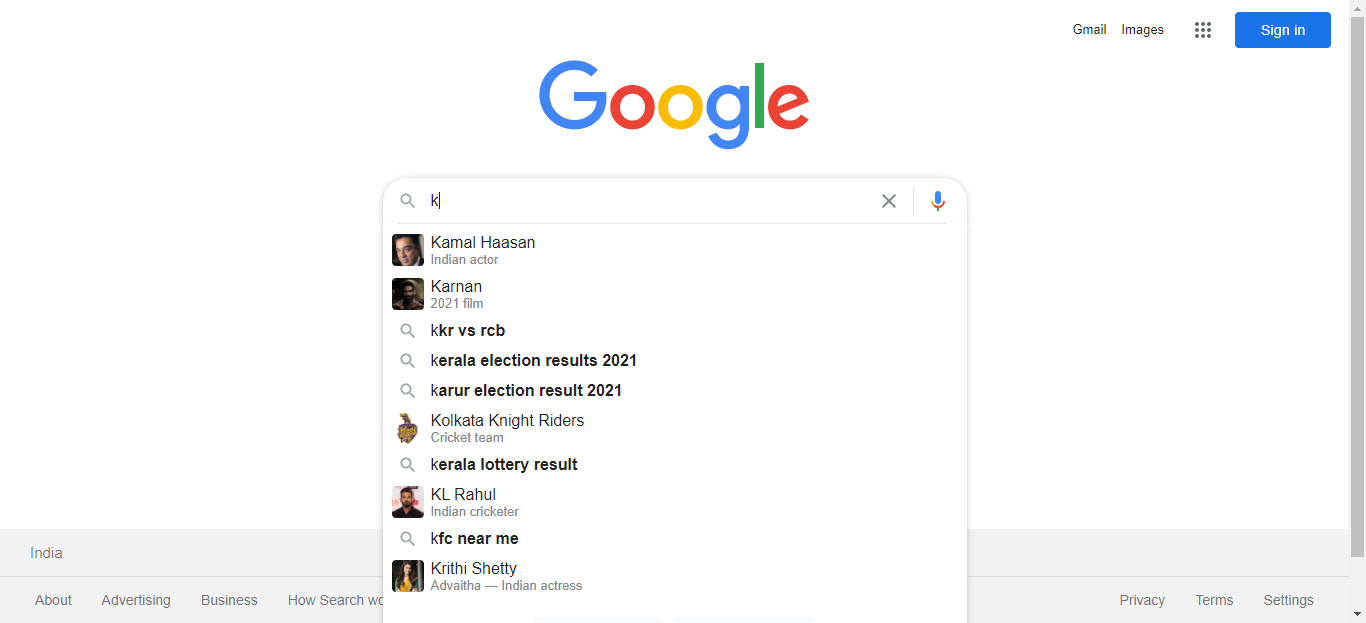 Gmail Images Sign in
Google
k
Kamal Haasan
Indian actor
Karnan
2021 film
kkr vs rcb
kerala election results 2021
karur election result 2021
Kolkata Knight Riders
Cricket team
kerala lottery result
KL Rahul
Indian cricketer
kfc near me
Krithi Shetty
Advaitha — Indian actress
India
About Advertising Business How Search wo Privacy Terms Settings